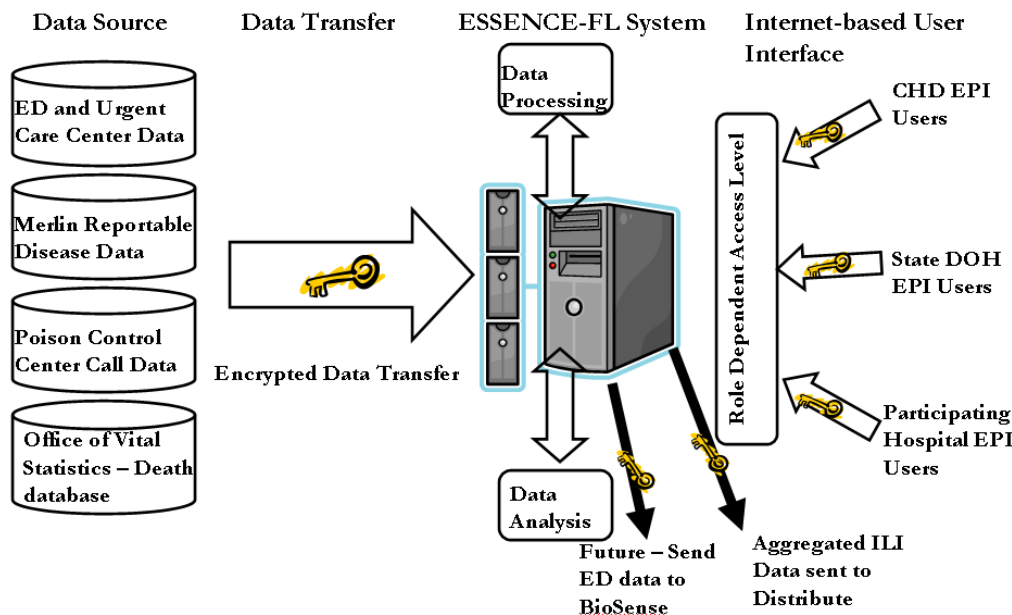 Data Source
Data Transfer
ESSENCE-FL System
Internet-based User
Interface
ED and Urgent
Care Center Data
Merlin Reportable
Disease Data
Poison Control
Center Call Data
Office of Vital
Statistics – Death
database
Encrypted Data Transfer
Data
Processing
Data
Analysis
Future – Send
ED data to
BioSense
Aggregated ILI
Data sent to
Distribute
Role Dependent Access Level
CHD EPI
Users
State DOH
EPI Users
Participating
Hospital EPI
Users